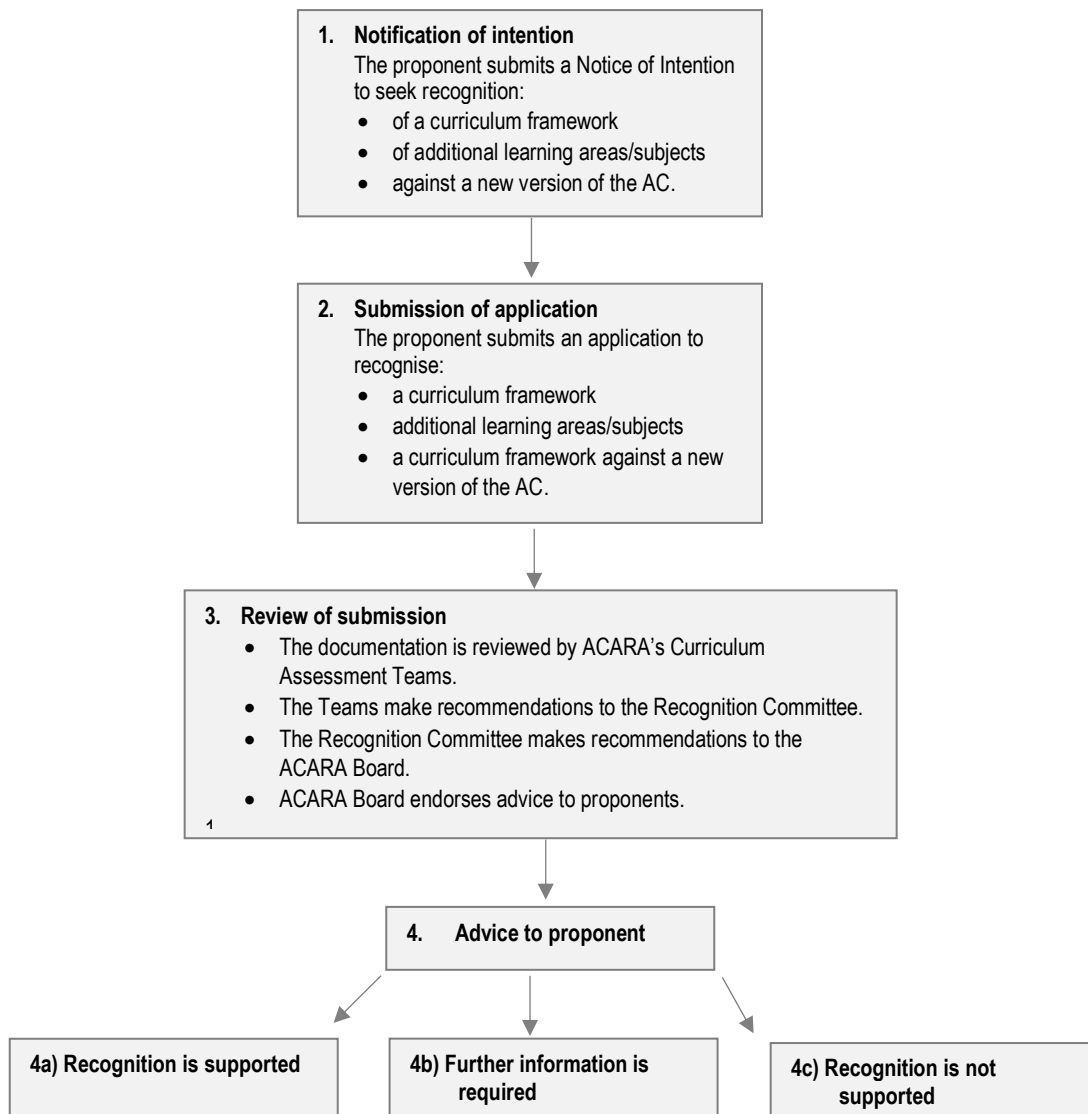 1. Notification of intention
The proponent submits a Notice of Intention
to seek recognition:
• of a curriculum framework
• of additional learning areas/subjects
• against a new version of the AC.
2. Submission of application
The proponent submits an application to
recognise:
• a curriculum framework
• additional learning areas/subjects
• a curriculum framework against a new
version of the AC.
3. Review of submission
• The documentation is reviewed by ACARA’s Curriculum
Assessment Teams.
• The Teams make recommendations to the Recognition Committee.
• The Recognition Committee makes recommendations to the
ACARA Board.
• ACARA Board endorses advice to proponents.
4. Advice to proponent
4a) Recognition is supported
4b) Further information is
required
4c) Recognition is not
supported